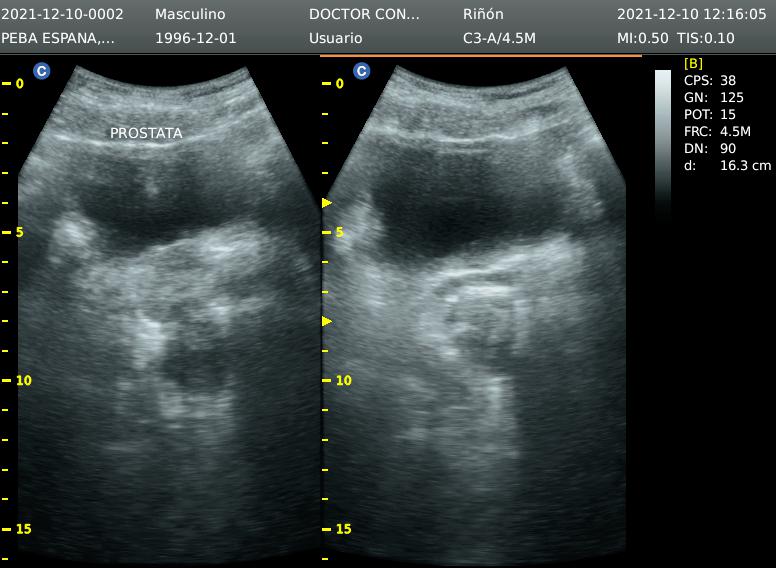 2021-12-10-0002 Masculino DOCTOR CON... Riñón 2021-12-10 12:16:05
PEBA ESPANA,... 1996-12-01 Usuario C3-A/4.5M MI:0.50 TIS:0.10
C
C
[B]
CPS: 38
GN: 125
POT: 15
FRC: 4.5M
DN: 90
d: 16.3 cm
PROSTATA
0
5
10
15
0
5
10
15